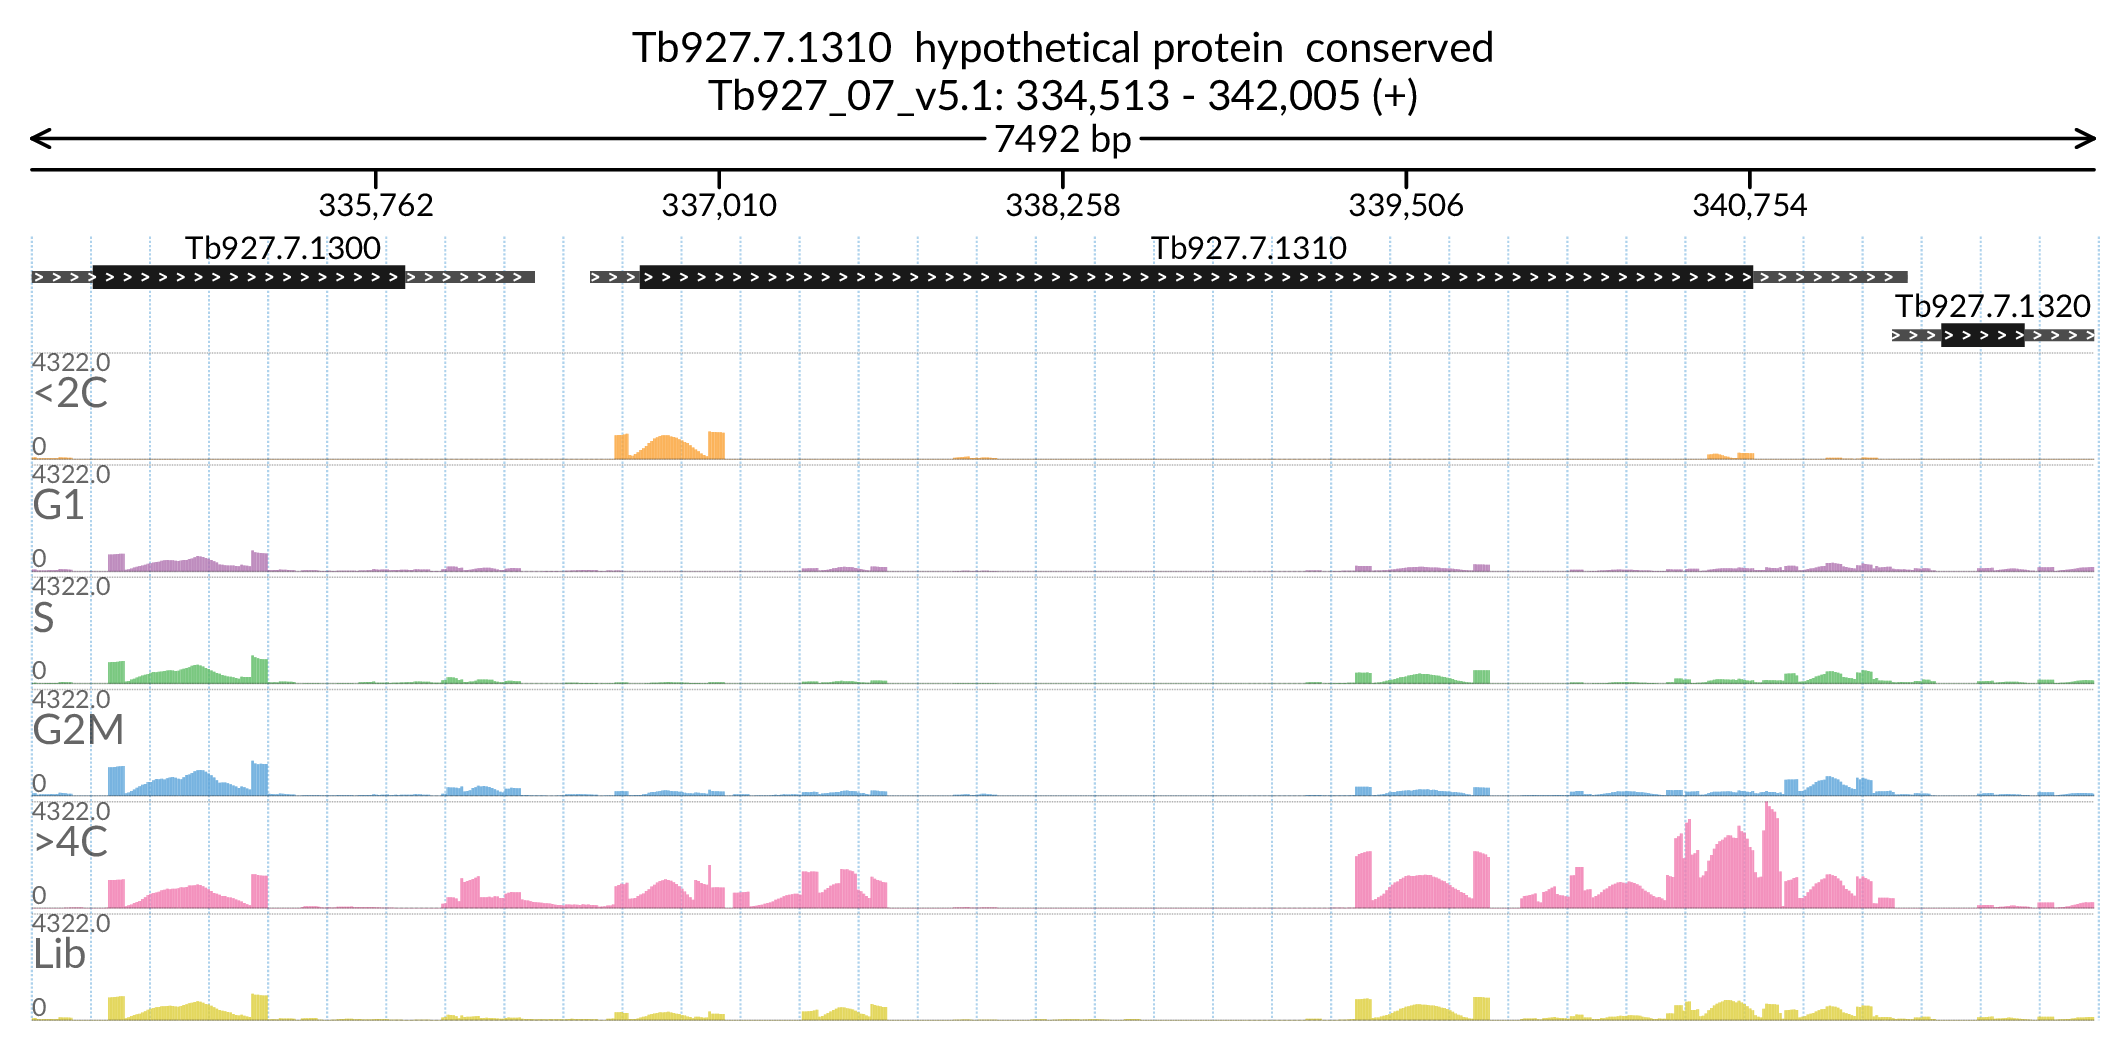 Tb927.7.1310 hypothetical protein conserved
Tb927_07_v5.1: 334,513 - 342,005 (+)
7492 bp
335,762 337,010 338,258 339,506 340,754
Tb927.7.1300 Tb927.7.1310
Tb927.7.1320
4322.0
<2C
0
4322.0
G1
0
4322.0
S
0
4322.0
G2M
0
4322.0
>4C
0
4322.0
Lib
0